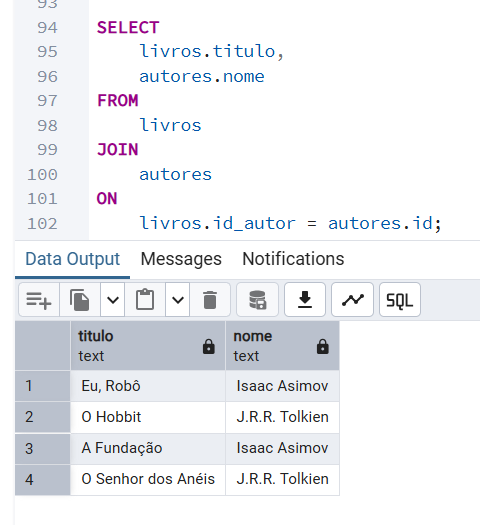 93
94 SELECT
95 livros.titulo,
96 autores.nome
97 FROM
98 livros
99 JOIN
100 autores
101 ON
102 livros.id_autor = autores.id;
Data Output Messages Notifications
SQL
titulo nome
text text
1 Eu, Robô Isaac Asimov
2 O Hobbit J.R.R. Tolkien
3 A Fundação Isaac Asimov
4 O Senhor dos Anéis J.R.R. Tolkien